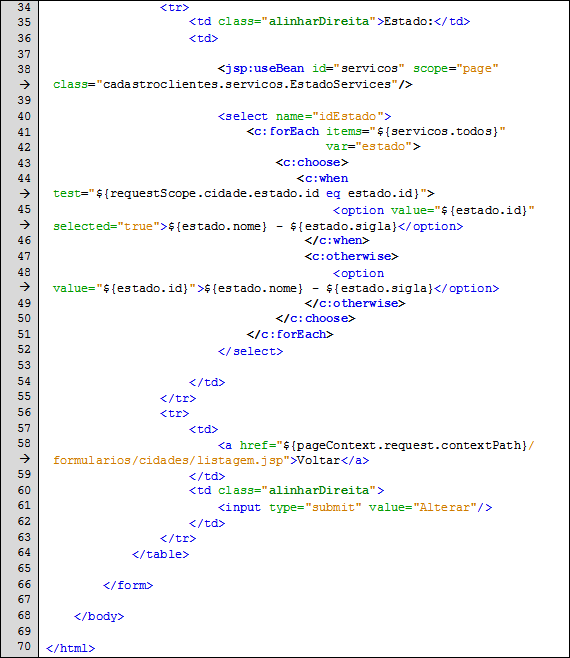 34 <tr>
35 <td class="alinharDireita">Estado:</td>
36 <td>
37
38 <jsp:useBean id="servicos" scope="page"
→ class="cadastroclientes.servicos.EstadoServices"/>
39
40 <select name="idEstado">
41 <c:forEach items="${servicos.todos}"
42 var="estado">
43 <c:choose>
44 <c:when
→ test="${requestScope.cidade.estado.id eq estado.id}">
45 <option value="${estado.id}"
→ selected="true">${estado.nome} - ${estado.sigla}</option>
46 </c:when>
47 <c:otherwise>
48 <option
→ value="${estado.id}">${estado.nome} - ${estado.sigla}</option>
49 </c:otherwise>
50 </c:choose>
51 </c:forEach>
52 </select>
53
54 </td>
55 </tr>
56 <tr>
57 <td>
58 <a href="${pageContext.request.contextPath}/
→ formularios/cidades/listagem.jsp">Voltar</a>
59 </td>
60 <td class="alinharDireita">
61 <input type="submit" value="Alterar"/>
62 </td>
63 </tr>
64 </table>
65
66 </form>
67
68 </body>
69
70 </html>